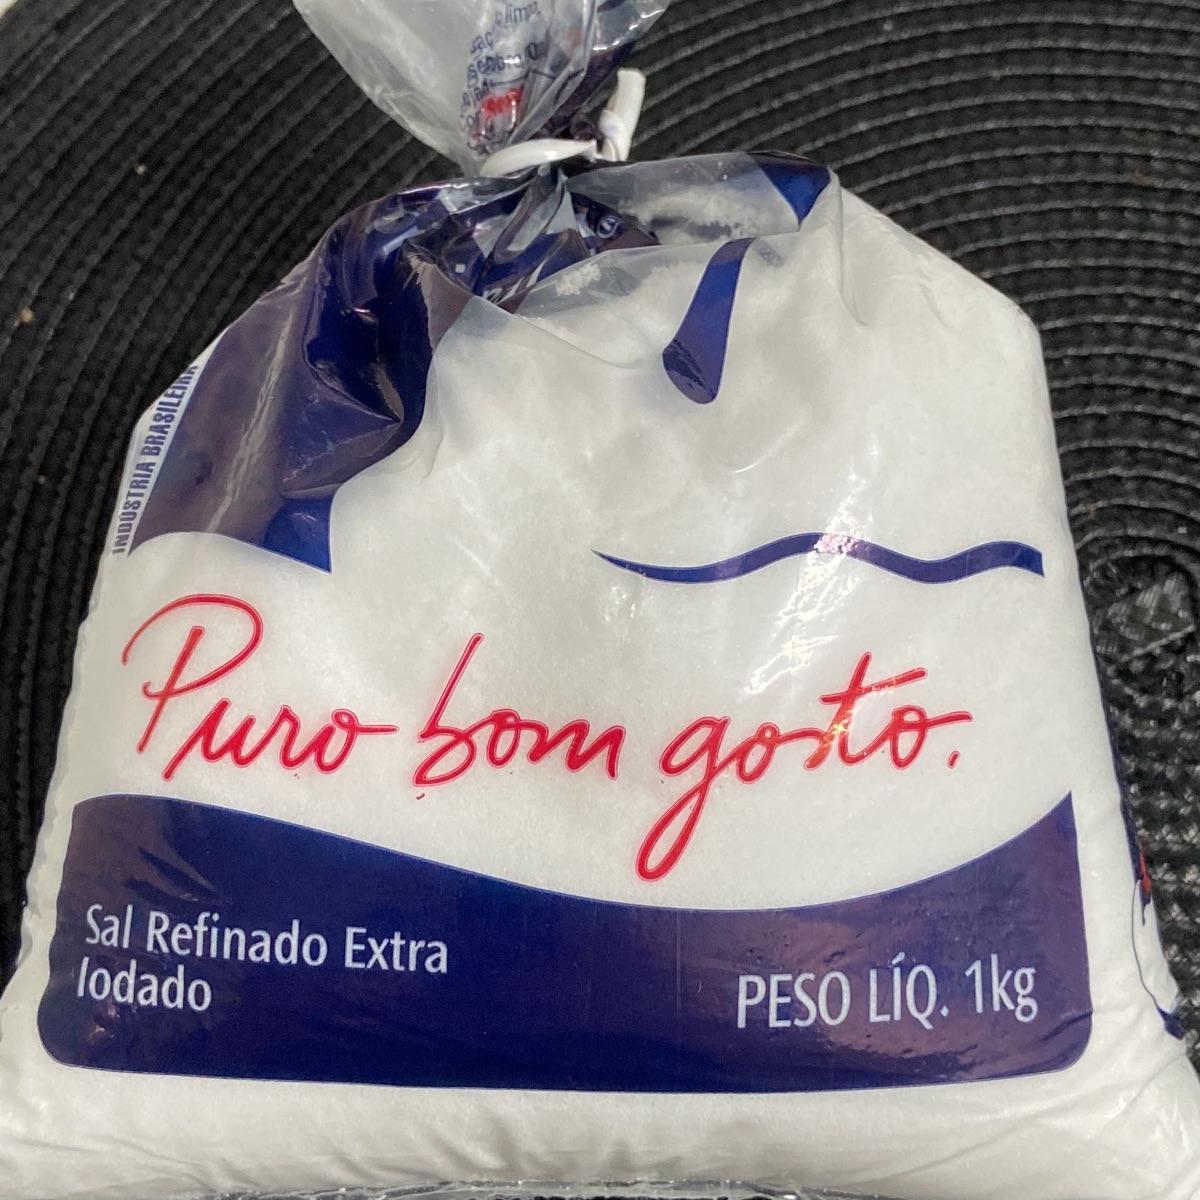 INDUSTRIA BRASILEIRA
Puro bom gosto.
Sal Refinado Extra
Iodado
PESO LÍQ. 1kg